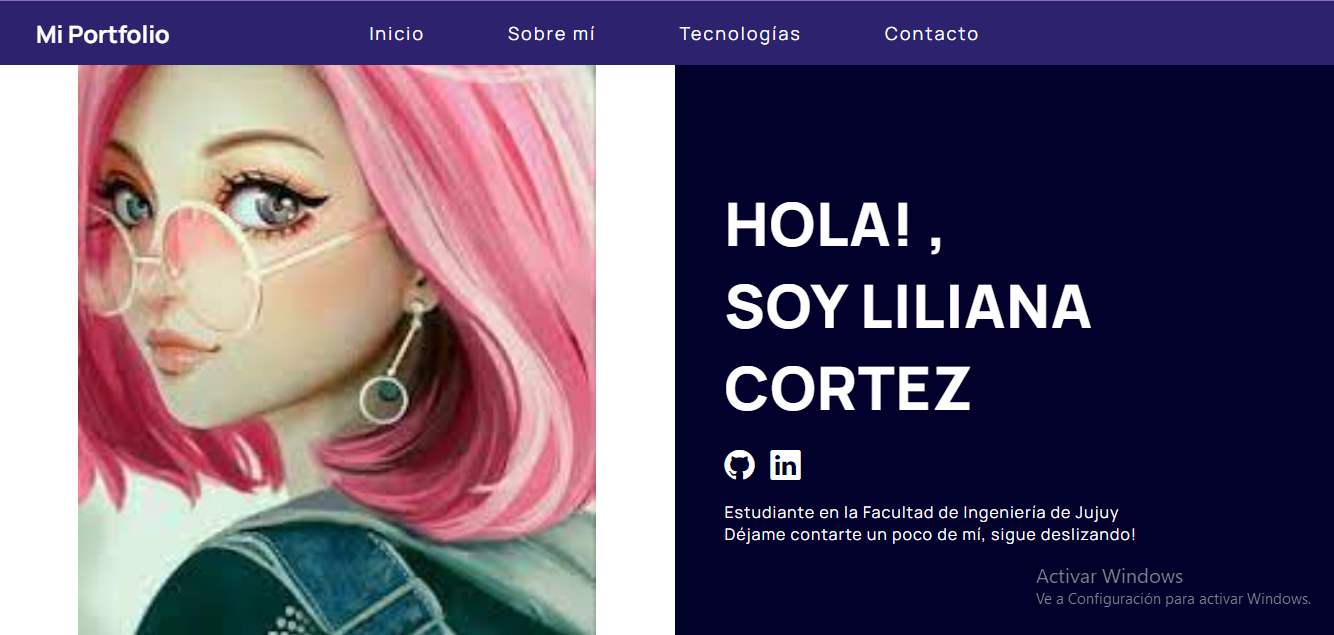 Mi Portfolio
Inicio
Sobre mí
Tecnologías
Contacto
HOLA! ,
SOY LILIANA
CORTEZ
in
Estudiante en la Facultad de Ingeniería de Jujuy
Déjame contarte un poco de mí, sigue deslizando!
Activar Windows
Ve a Configuración para activar Windows.